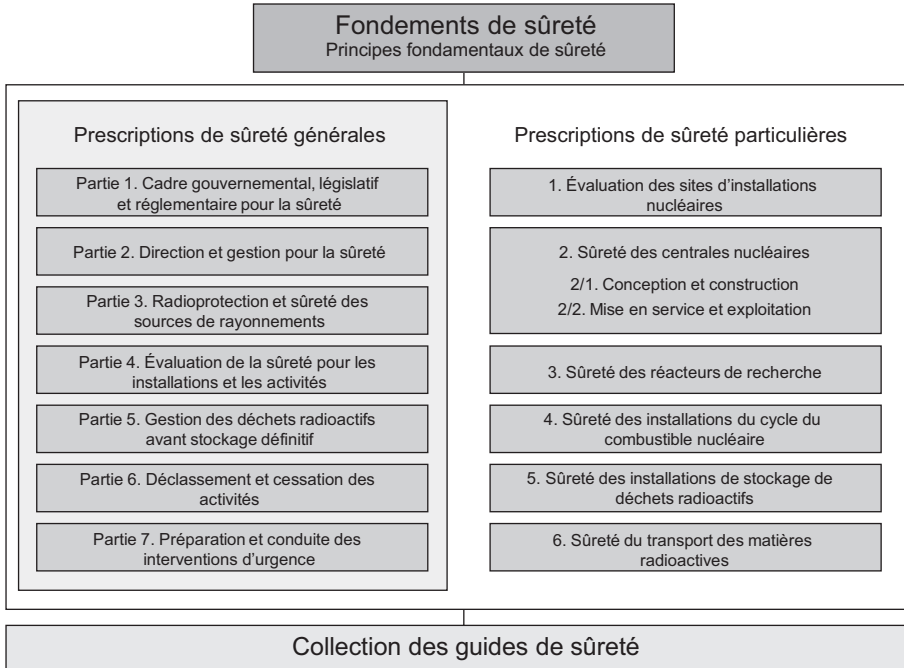 Fondements de sûreté
Principes fondamentaux de sûreté
Prescriptions de sûreté générales
Partie 1. Cadre gouvernemental, législatif
et réglementaire pour la sûreté
Partie 2. Direction et gestion pour la sûreté
Partie 3. Radioprotection et sûreté des
sources de rayonnements
Partie 4. Évaluation de la sûreté pour les
installations et les activités
Partie 5. Gestion des déchets radioactifs
avant stockage définitif
Partie 6. Déclassement et cessation des
activités
Partie 7. Préparation et conduite des
interventions d'urgence
Prescriptions de sûreté particulières
1. Évaluation des sites d'installations
nucléaires
2. Sûreté des centrales nucléaires
2/1. Conception et construction
2/2. Mise en service et exploitation
3. Sûreté des réacteurs de recherche
4. Sûreté des installations du cycle du
combustible nucléaire
5. Sûreté des installations de stockage de
déchets radioactifs
6. Sûreté du transport des matières
radioactives
Collection des guides de sûreté